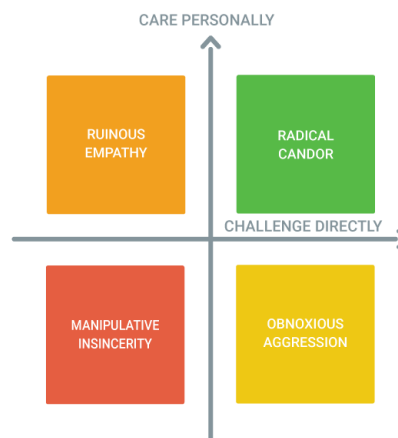 CARE PERSONALLY
RUINOUS
EMPATHY
RADICAL
CANDOR
CHALLENGE DIRECTLY
MANIPULATIVE
INSINCERITY
OBNOXIOUS
AGGRESSION